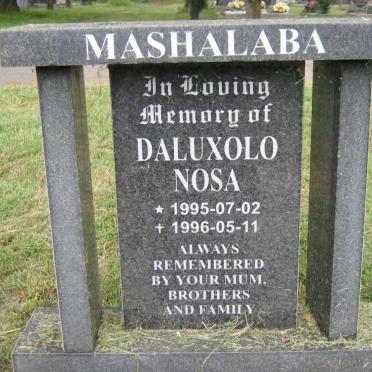 MASHALABA
In Loving
Memory of
DALUXOLO
NOSA
★ 1995-07-02
✝ 1996-05-11
ALWAYS
REMEMBERED
BY YOUR MUM,
BROTHERS
AND FAMILY